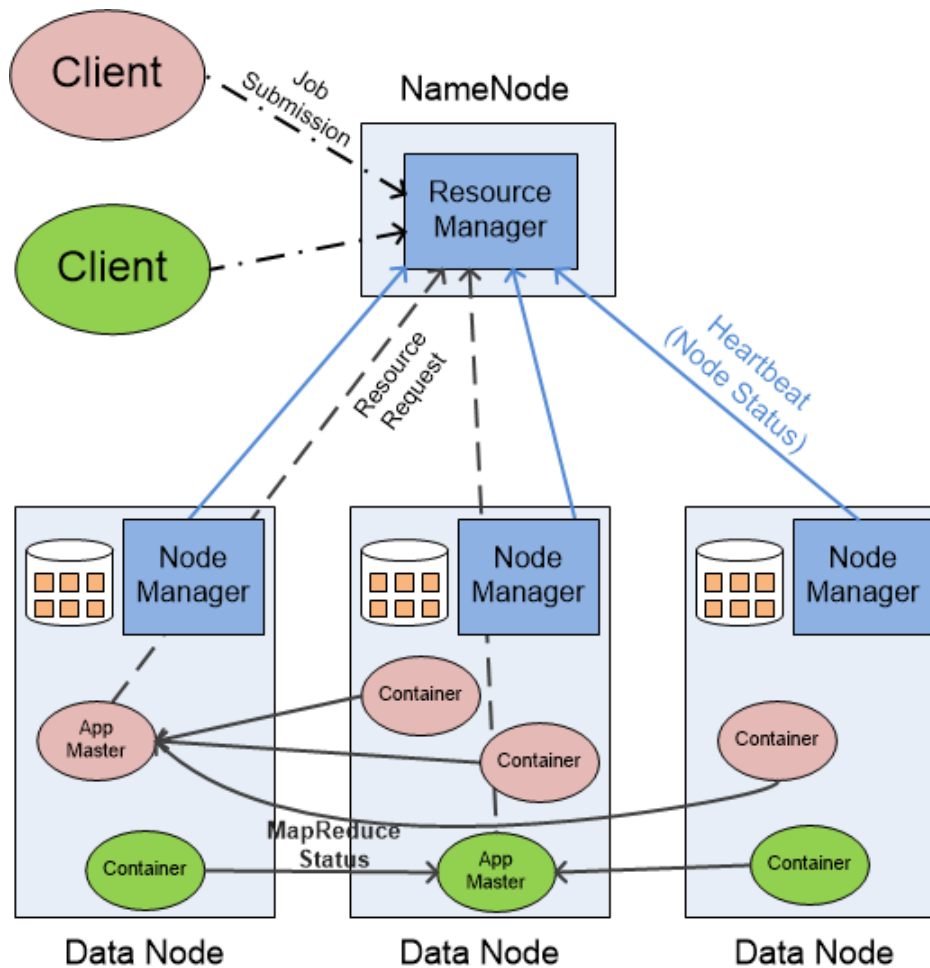 Client
Job
Submission
NameNode
Resource
Manager
Client
Heartbeat
(Node Status)
Resource
Request
Node
Manager
Node
Manager
Node
Manager
Container
App
Master
Container
Container
MapReduce
Status
Container
App
Master
Container
Data Node
Data Node
Data Node